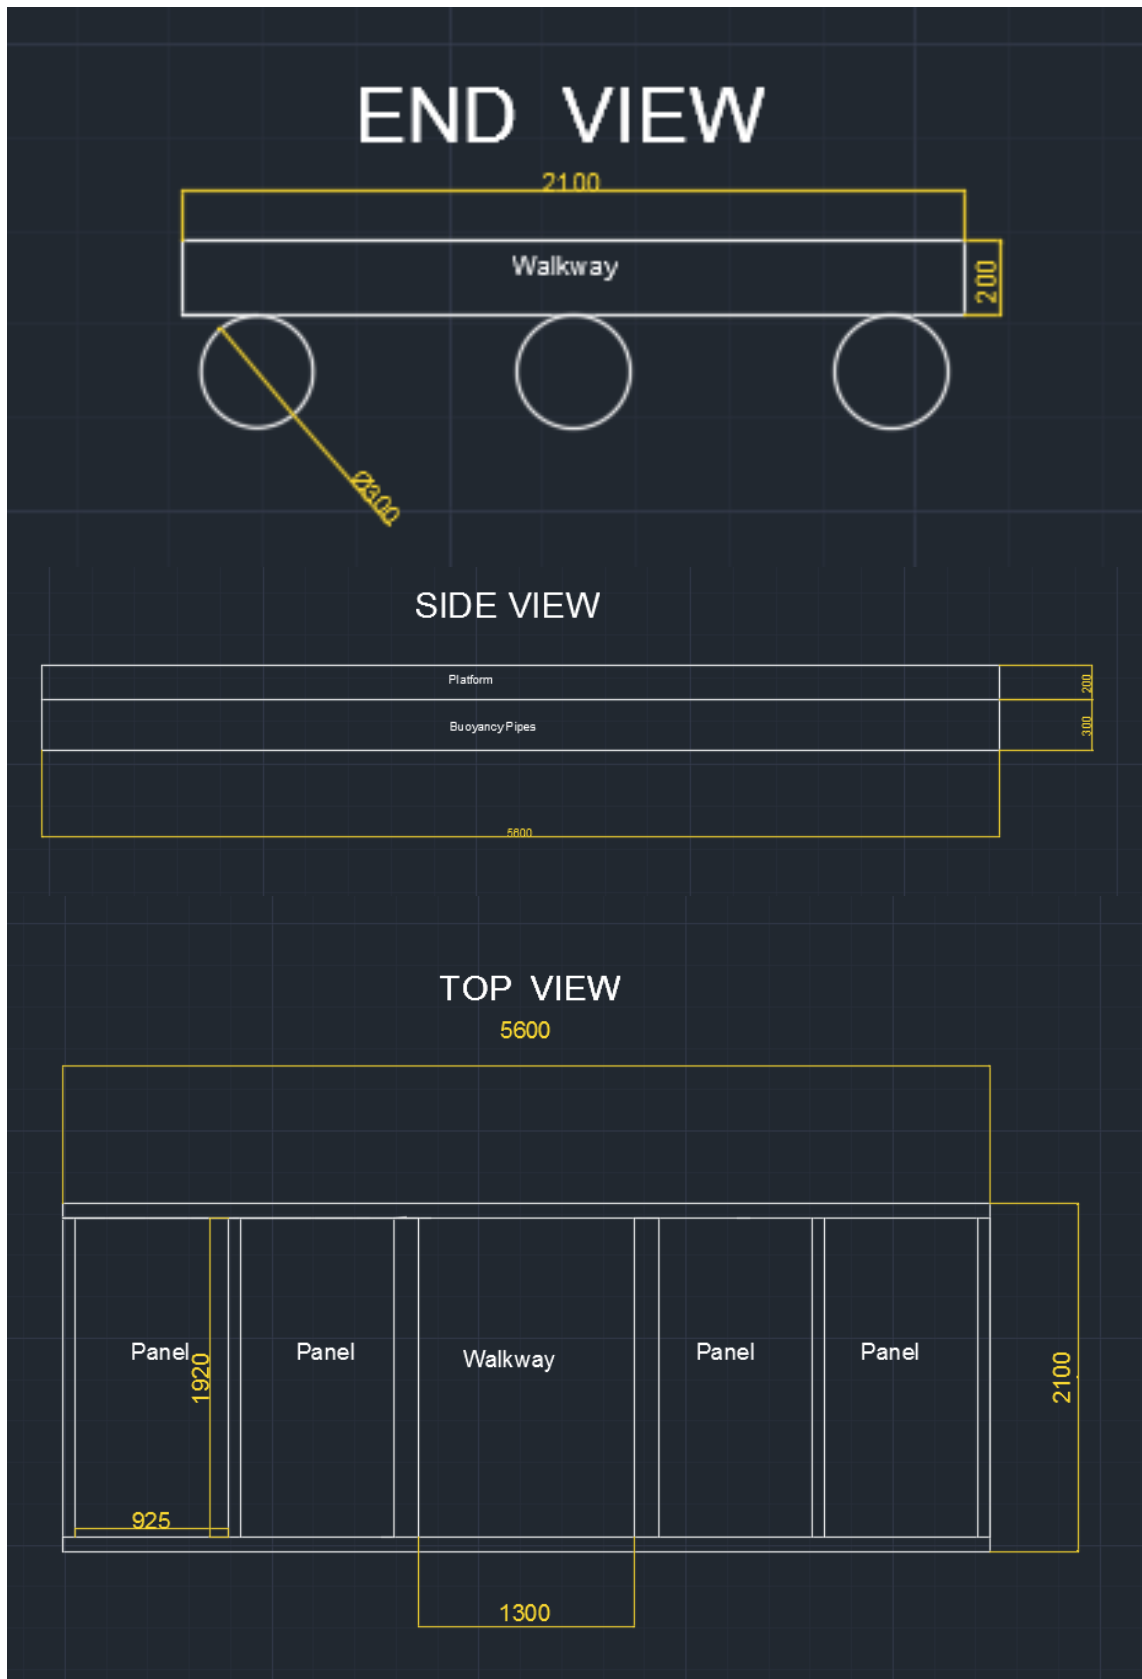 END VIEW
2100
Walkway
200
Ø300
SIDE VIEW
Platform
200
Buoyancy Pipes
300
5600
TOP VIEW
5600
Panel
1920
Panel
Walkway
Panel
Panel
2100
925
1300